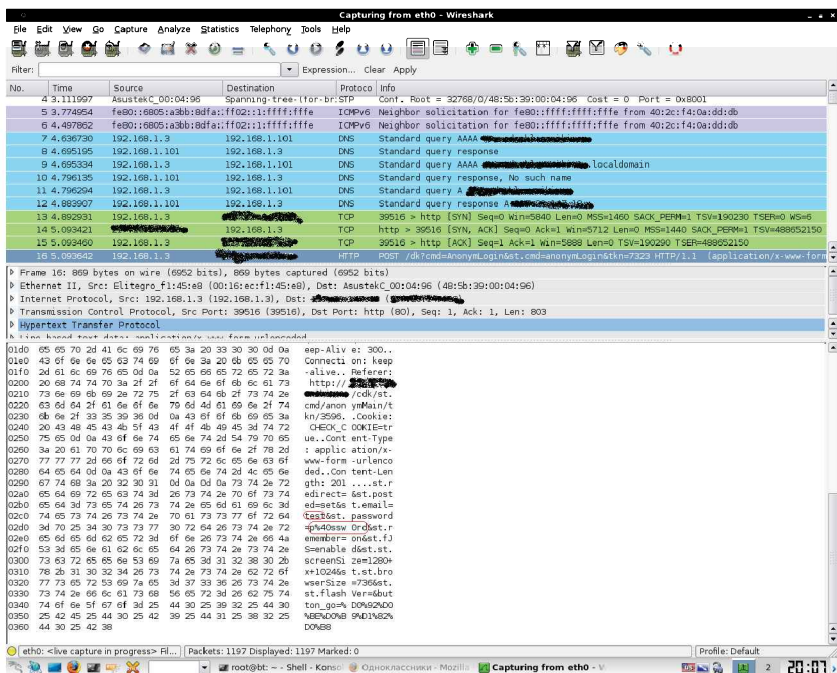 Capturing from eth0 - Wireshark
File Edit View Go Capture Analyze Statistics Telephony Tools Help
Filter: Expression... Clear Apply
No. Time Source Destination Protoco Info
4 3.111997 AsustekC_00:04:96 Spanning-tree-(for-br: STP Conf. Root = 32768/0/48:5b:39:00:04:96 Cost = 0 Port = 0x8001
5 3.774954 fe80::6805:a3bb:8dfa: ff02::1:ffff:fffe ICMPv6 Neighbor solicitation for fe80::ffff:ffff:fffe from 40:2c:f4:0a:dd:db
6 4.497862 fe80::6805:a3bb:8dfa: ff02::1:ffff:fffe ICMPv6 Neighbor solicitation for fe80::ffff:ffff:fffe from 40:2c:f4:0a:dd:db
7 4.636730 192.168.1.3 192.168.1.101 DNS Standard query AAAA
8 4.695195 192.168.1.101 192.168.1.3 DNS Standard query response
9 4.695334 192.168.1.3 192.168.1.101 DNS Standard query AAAA .localdomain
10 4.796135 192.168.1.101 192.168.1.3 DNS Standard query response, No such name
11 4.796294 192.168.1.3 192.168.1.101 DNS Standard query A
12 4.883907 192.168.1.101 192.168.1.3 DNS Standard query response A
13 4.892931 192.168.1.3 TCP 39516 > http [SYN] Seq=0 Win=5840 Len=0 MSS=1460 SACK_PERM=1 TSV=190230 TSER=0 WS=6
14 5.093421 192.168.1.3 TCP http > 39516 [SYN, ACK] Seq=0 Ack=1 Win=5712 Len=0 MSS=1440 SACK_PERM=1 TSV=488652150
15 5.093460 192.168.1.3 TCP 39516 > http [ACK] Seq=1 Ack=1 Win=5888 Len=0 TSV=190290 TSER=488652150
16 5.093642 192.168.1.3 HTTP POST /dk?cmd=AnonymLogin&st.cmd=anonymLogin&tkn=7323 HTTP/1.1 (application/x-www-form
Frame 16: 869 bytes on wire (6952 bits), 869 bytes captured (6952 bits)
Ethernet II, Src: Elitegro_f1:45:e8 (00:16:ec:f1:45:e8), Dst: AsustekC_00:04:96 (48:5b:39:00:04:96)
Internet Protocol, Src: 192.168.1.3 (192.168.1.3), Dst: (
Transmission Control Protocol, Src Port: 39516 (39516), Dst Port: http (80), Seq: 1, Ack: 1, Len: 803
Hypertext Transfer Protocol
Line-based text data: application/x-www-form-urlencoded
01d0 65 65 70 2d 41 6c 69 76 65 3a 20 33 30 30 0d 0a eep-Aliv e: 300..
01e0 43 6f 6e 6e 65 63 74 69 6f 6e 3a 20 6b 65 65 70 Connecti on: keep
01f0 2d 61 6c 69 76 65 0d 0a 52 65 66 65 72 65 72 3a -alive.. Referer:
0200 20 68 74 74 70 3a 2f 2f 6f 64 6e 6f 6b 6c 61 73 http://
0210 73 6e 69 6b 69 2e 72 75 2f 63 64 6b 2f 73 74 2e /cdk/st.
0220 63 6d 64 2f 61 6e 6f 6e 79 6d 4d 61 69 6e 2f 74 cmd/anon ymMain/t
0230 6b 6e 2f 33 35 39 36 0d 0a 43 6f 6f 6b 69 65 3a kn/3596. .Cookie:
0240 20 43 48 45 43 4b 5f 43 4f 4f 4b 49 45 3d 74 72 CHECK_C OOKIE=tr
0250 75 65 0d 0a 43 6f 6e 74 65 6e 74 2d 54 79 70 65 ue..Cont ent-Type
0260 3a 20 61 70 70 6c 69 63 61 74 69 6f 6e 2f 78 2d : applic ation/x-
0270 77 77 77 2d 66 6f 72 6d 2d 75 72 6c 65 6e 63 6f www-form -urlenco
0280 64 65 64 0d 0a 43 6f 6e 74 65 6e 74 2d 4c 65 6e ded..Con tent-Len
0290 67 74 68 3a 20 32 30 31 0d 0a 0d 0a 73 74 2e 72 gth: 201 ....st.r
02a0 65 64 69 72 65 63 74 3d 26 73 74 2e 70 6f 73 74 edirect= &st.post
02b0 65 64 3d 73 65 74 26 73 74 2e 65 6d 61 69 6c 3d ed=set&s t.email=
02c0 74 65 73 74 26 73 74 2e 70 61 73 73 77 6f 72 64 test&st. password
02d0 3d 70 25 34 30 73 73 77 30 72 64 26 73 74 2e 72 =p%40ssw 0rd&st.r
02e0 65 6d 65 6d 62 65 72 3d 6f 6e 26 73 74 2e 66 4a emember= on&st.fJ
02f0 53 3d 65 6e 61 62 6c 65 64 26 73 74 2e 73 74 2e S=enable d&st.st.
0300 73 63 72 65 65 6e 53 69 7a 65 3d 31 32 38 30 2b screenSi ze=1280+
0310 78 2b 31 30 32 34 26 73 74 2e 73 74 2e 62 72 6f x+1024&s t.st.bro
0320 77 73 65 72 53 69 7a 65 3d 37 33 36 26 73 74 2e wserSize =736&st.
0330 73 74 2e 66 6c 61 73 68 56 65 72 3d 26 62 75 74 st.flash Ver=&but
0340 74 6f 6e 5f 67 6f 3d 25 44 30 25 39 32 25 44 30 ton_go=% D0%92%D0
0350 25 42 45 25 44 30 25 42 39 25 44 31 25 38 32 25 %BE%D0%B 9%D1%82%
0360 44 30 25 42 38 D0%B8
eth0: <live capture in progress> Fil... Packets: 1197 Displayed: 1197 Marked: 0 Profile: Default
root@bt: ~ - Shell - Konsol Одноклассники - Mozilla Capturing from eth0 - W 2 20:07